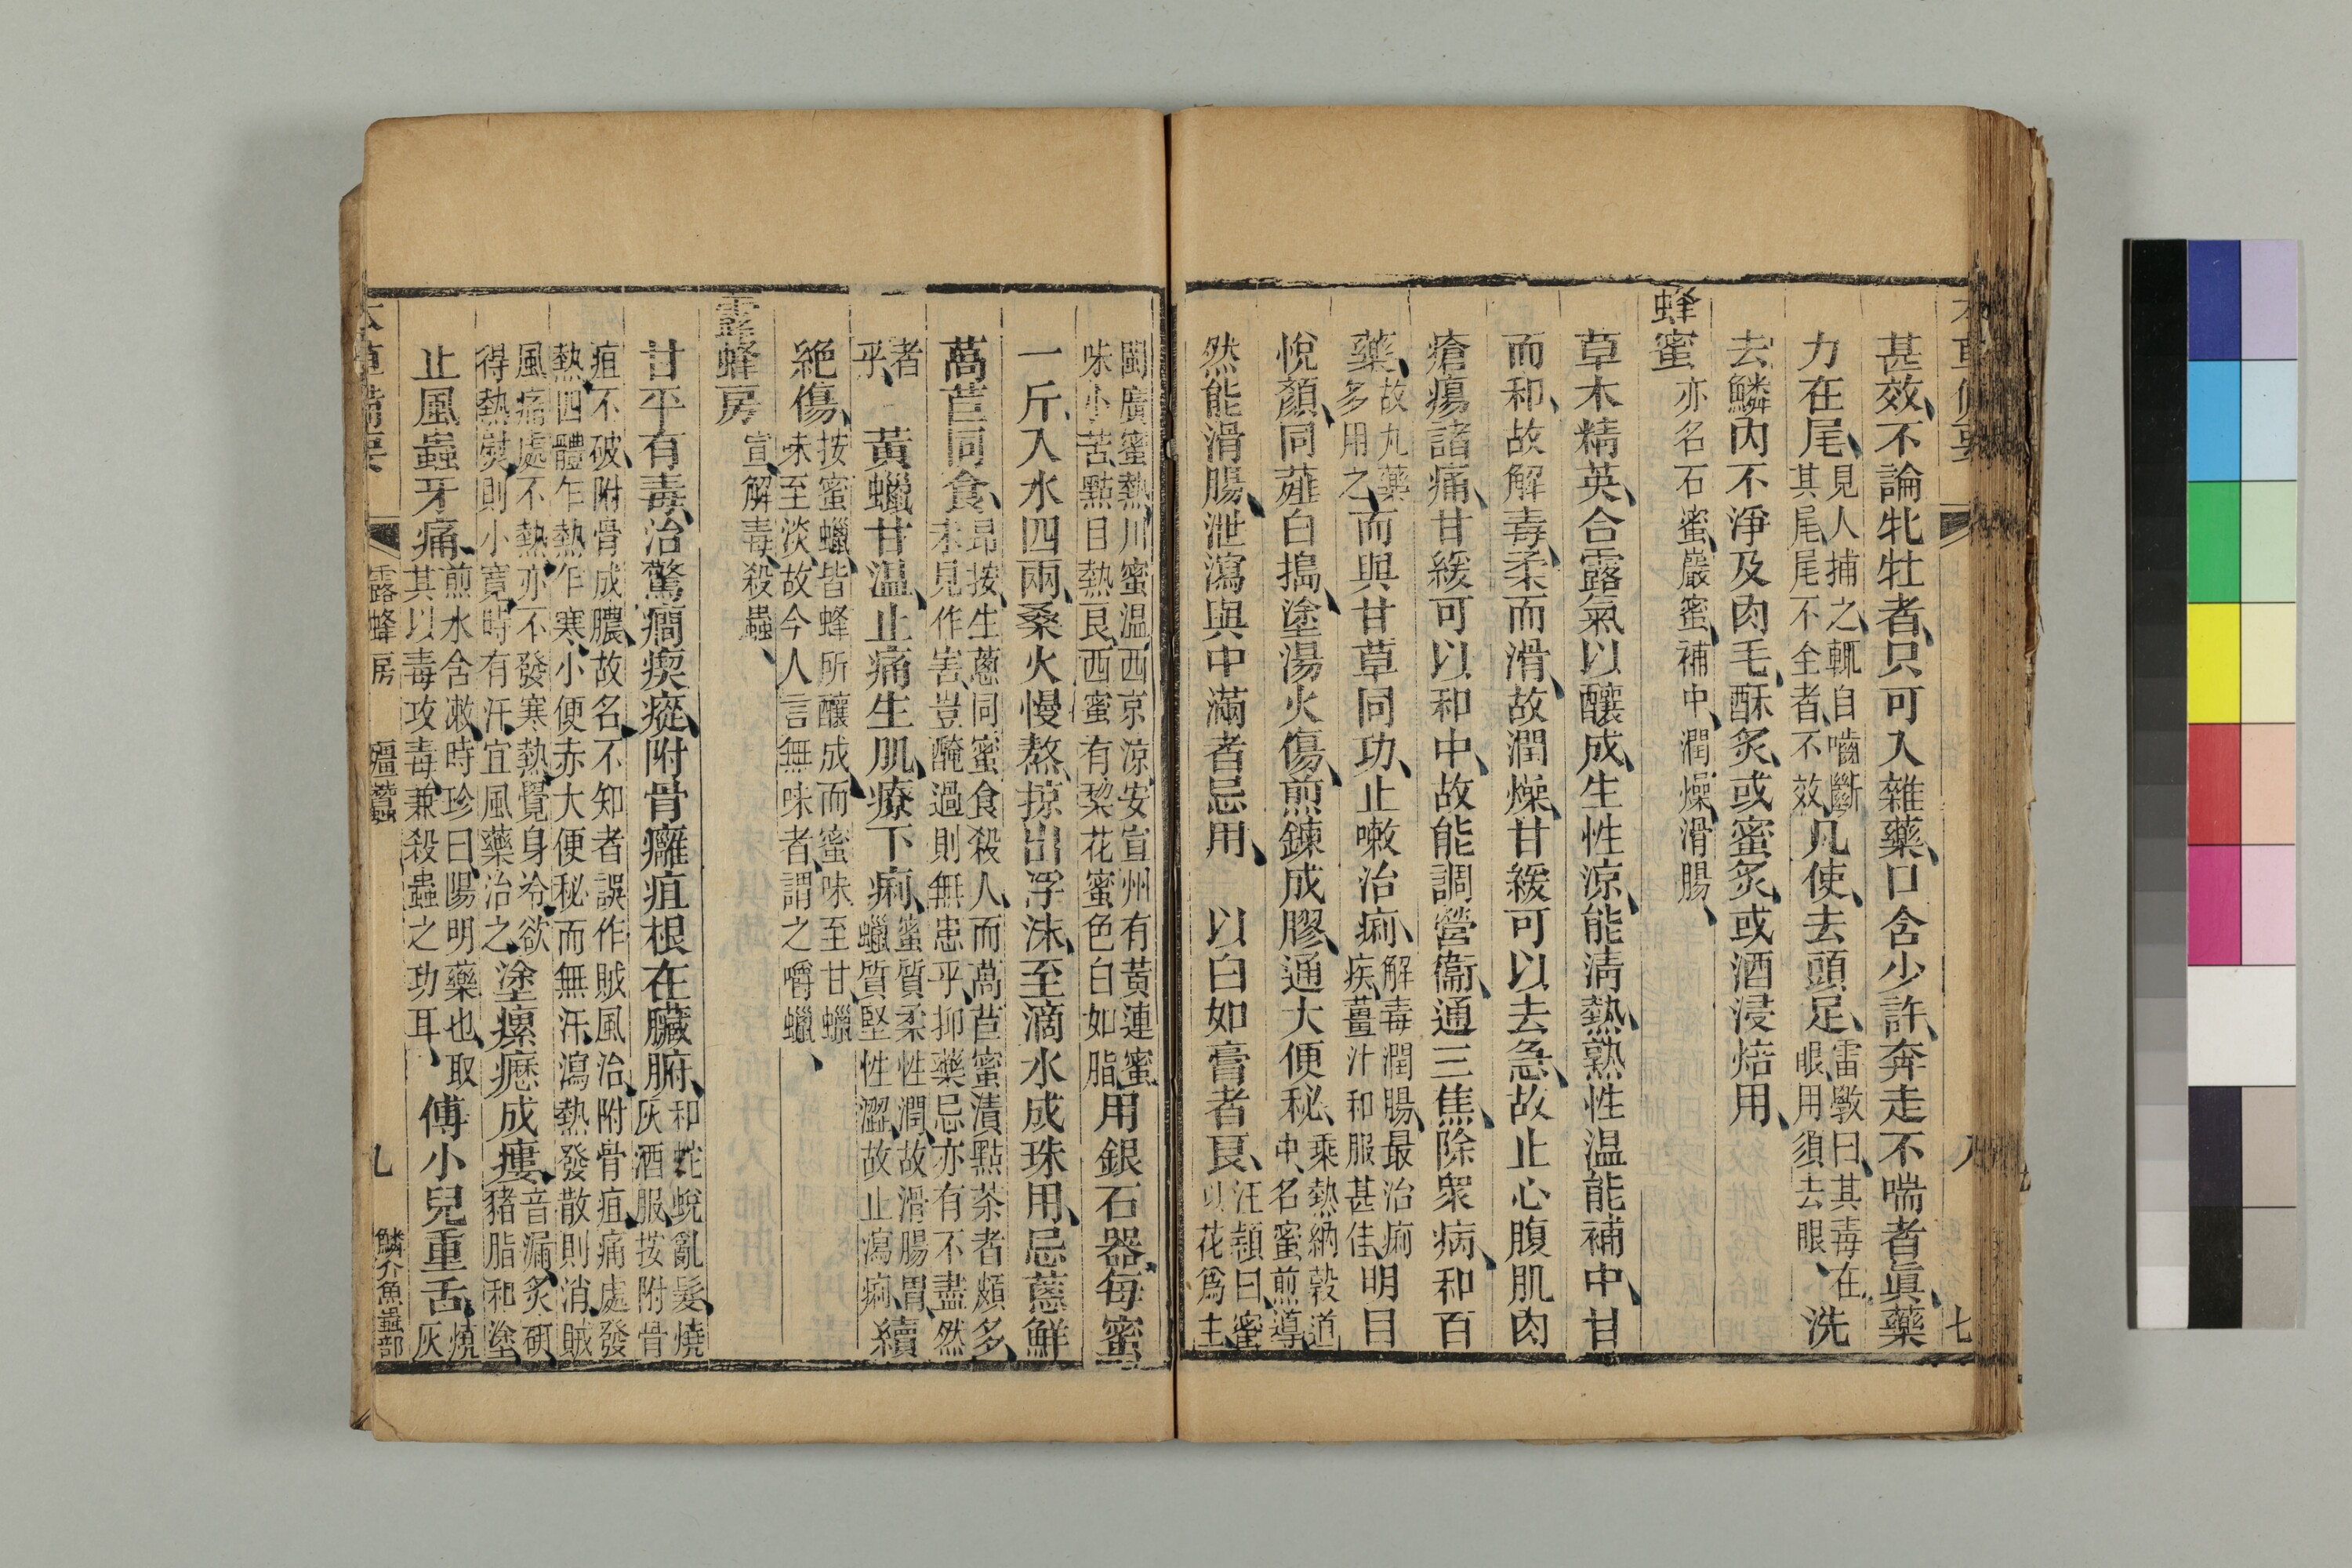 甚效、不論牝牡者、只可入雜藥、口含少許、奔走不喘者眞、藥
力在尾、見人捕之、輒自嚙斷其尾、尾不全者、不效、凡使、去頭足、雷斆曰、其毒在眼、用須去眼、洗
去鱗內不淨及肉毛、酥炙、或蜜炙、或酒浸焙用、
蜂蜜 亦名石蜜、巖蜜、補中、潤燥、滑腸、
草木精英、合露氣以釀成、生性涼、能清熱、熟性溫、能補中、甘
而和、故解毒、柔而滑、故潤燥、甘緩可以去急、故止心腹肌肉
瘡瘍諸痛、甘緩可以和中、故能調營衞、通三焦、除衆病、和百
藥、故丸藥多用之、而與甘草同功、止嗽治痢、解毒潤腸、最治痢疾、薑汁和服甚佳、明目
悅顏、同薤白搗、塗湯火傷、煎鍊成膠、通大便秘、乘熱納穀道中、名蜜煎導、
然能滑腸、泄瀉與中滿者忌用、 以白如膏者良、汪穎曰、蜜以花爲主、
閩廣蜜熱、川蜜溫、西京涼、安宣州有黃連蜜、味小苦、點目熱良、西蜜有梨花蜜、色白如脂、用銀石器、每蜜
一斤、入水四兩、桑火慢熬、掠出浮沫、至滴水成珠用、忌蔥鮮
萵苣同食、昂按、生蔥同蜜食殺人、而萵苣蜜漬點茶者頗多、未見作害、豈醃過則無患乎、抑藥忌亦有不盡然
者乎、 黃蠟甘溫、止痛生肌、療下痢、蜜質柔性潤、故滑腸胃、蠟質堅性澀、故止瀉痢、續
絕傷、按蜜蠟皆蜂所釀成、而蜜味至甘、蠟味至淡、故今人言無味者、謂之嚼蠟、
露蜂房 宣、解毒、殺蟲、
甘平有毒、治驚癇瘈瘲、附骨癰疽、根在臟腑、和蛇蛻亂髮、燒灰酒服、按附骨
疽不破、附骨成膿、故名、不知者誤作賊風治、附骨疽、痛處發熱、四體乍熱乍寒、小便赤、大便秘而無汗、瀉熱發散則消、賊
風痛處不熱、亦不發寒熱、覺身冷、欲得熱熨則小寬、時有汗、宜風藥治之、塗瘰癧成瘻、音漏、炙研、豬脂和塗、
止風蟲牙痛、煎水含漱、時珍曰、陽明藥也、取其以毒攻毒、兼殺蟲之功耳、傅小兒重舌、燒灰
露蜂房 殭蠶 九 鱗介魚蟲部